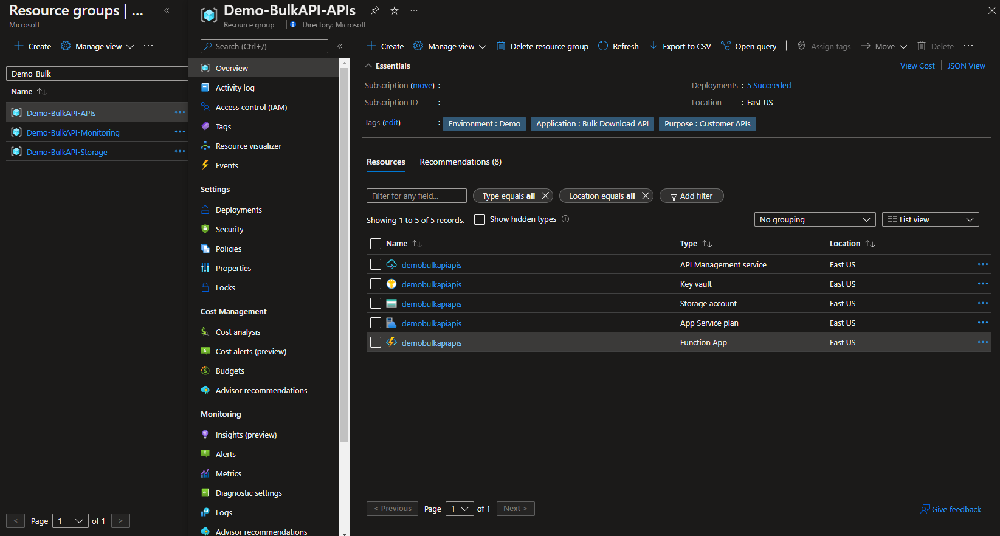 Resource groups | ...
Microsoft
Create
Manage view
Demo-Bulk
Name
Demo-BulkAPI-APIs
Demo-BulkAPI-Monitoring
Demo-BulkAPI-Storage
< Page 1 of 1 >
Demo-BulkAPI-APIs
Resource group | Directory: Microsoft
Search (Ctrl+/)
Overview
Activity log
Access control (IAM)
Tags
Resource visualizer
Events
Settings
Deployments
Security
Policies
Properties
Locks
Cost Management
Cost analysis
Cost alerts (preview)
Budgets
Advisor recommendations
Monitoring
Insights (preview)
Alerts
Metrics
Diagnostic settings
Logs
Advisor recommendations
Create Manage view Delete resource group Refresh Export to CSV Open query | Assign tags Move Delete
Essentials
View Cost | JSON View
Subscription (move) :
Deployments : 5 Succeeded
Subscription ID :
Location : East US
Tags (edit) : Environment : Demo Application : Bulk Download API Purpose : Customer APIs
Resources Recommendations (8)
Filter for any field... Type equals all Location equals all Add filter
Showing 1 to 5 of 5 records. Show hidden types
No grouping List view
Name Type Location
demobulkapiapis API Management service East US
demobulkapiapis Key vault East US
demobulkapiapis Storage account East US
demobulkapiapis App Service plan East US
demobulkapiapis Function App East US
< Previous Page 1 of 1 Next >
Give feedback